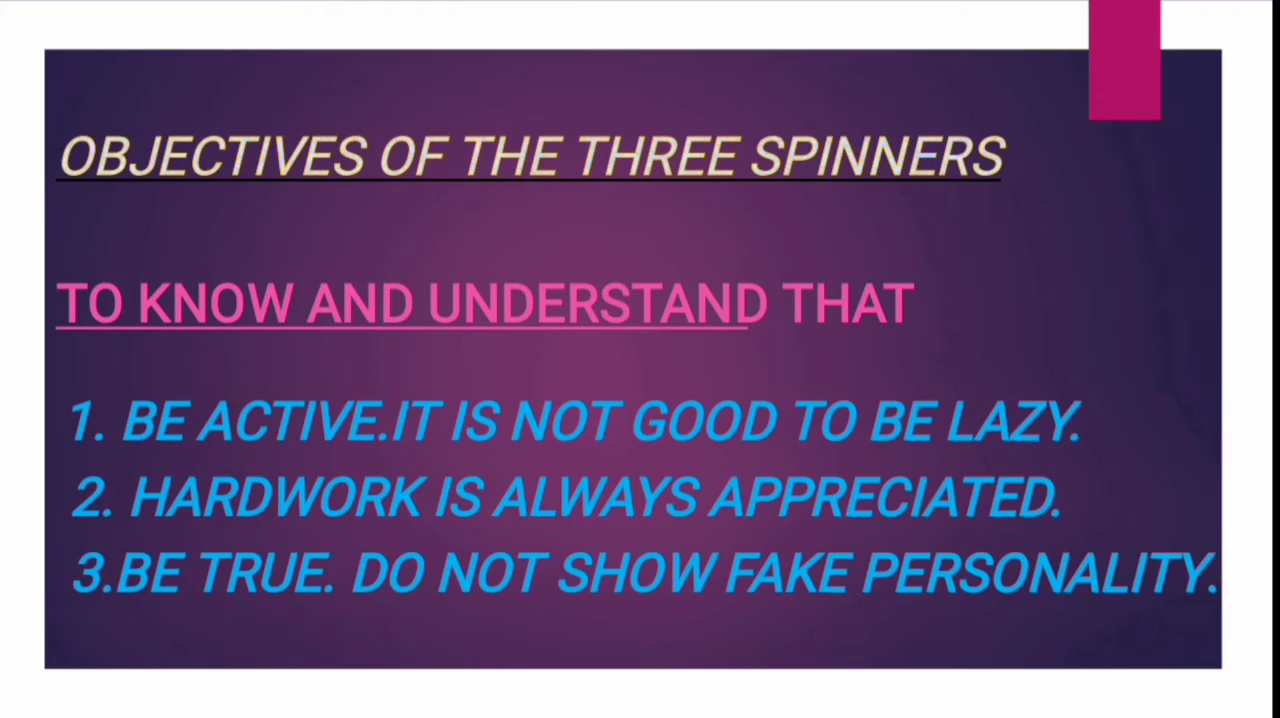 OBJECTIVES OF THE THREE SPINNERS
TO KNOW AND UNDERSTAND THAT
1. BE ACTIVE.IT IS NOT GOOD TO BE LAZY.
2. HARDWORK IS ALWAYS APPRECIATED.
3.BE TRUE. DO NOT SHOW FAKE PERSONALITY.